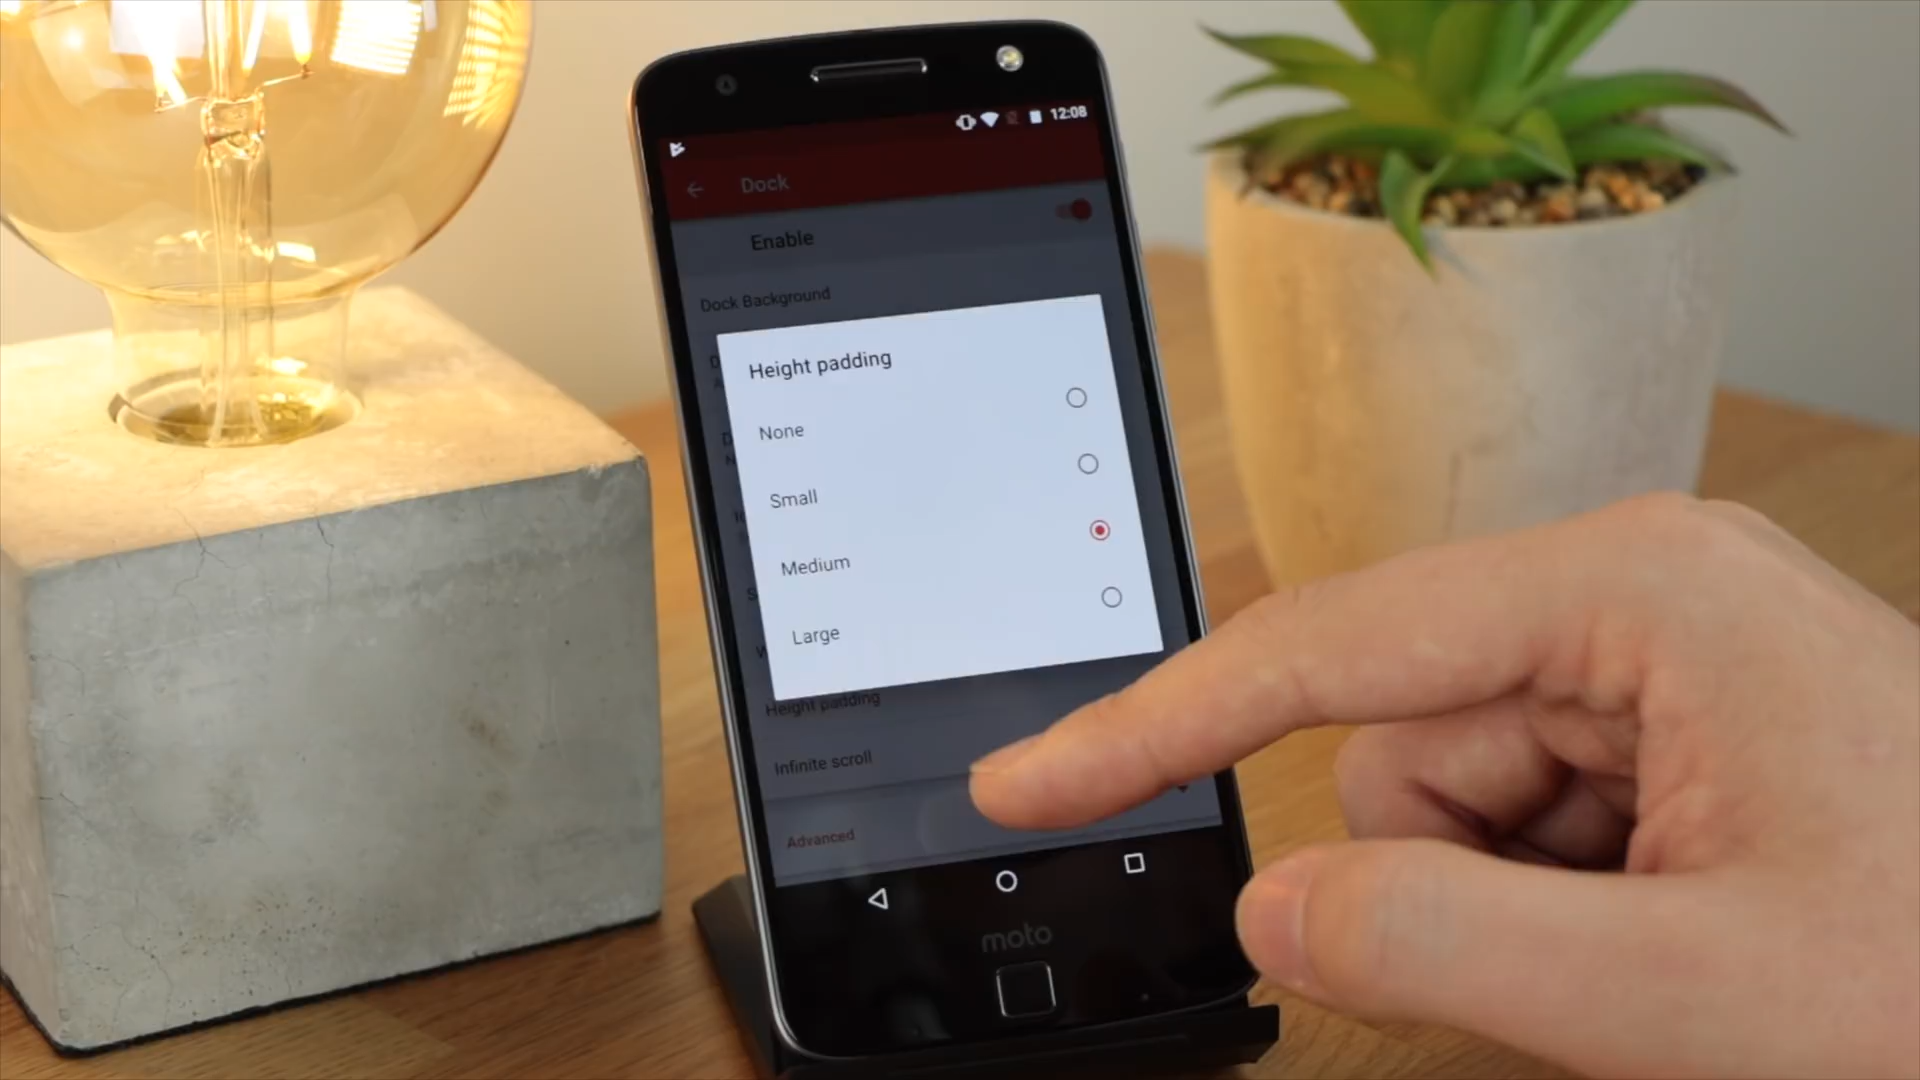 12:08
Dock
Enable
Dock Background
Height padding
None
Small
Medium
Large
Height padding
Infinite scroll
Advanced
moto